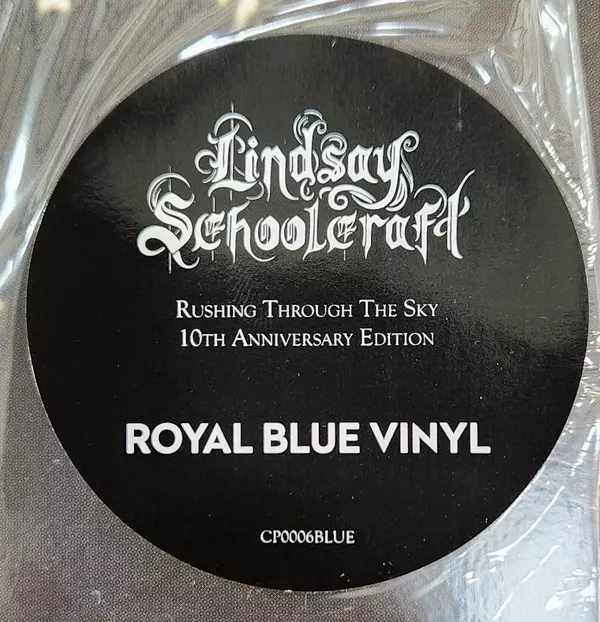 Lindsay
Schoolcraft
RUSHING THROUGH THE SKY
10TH ANNIVERSARY EDITION
ROYAL BLUE VINYL
CP0006BLUE